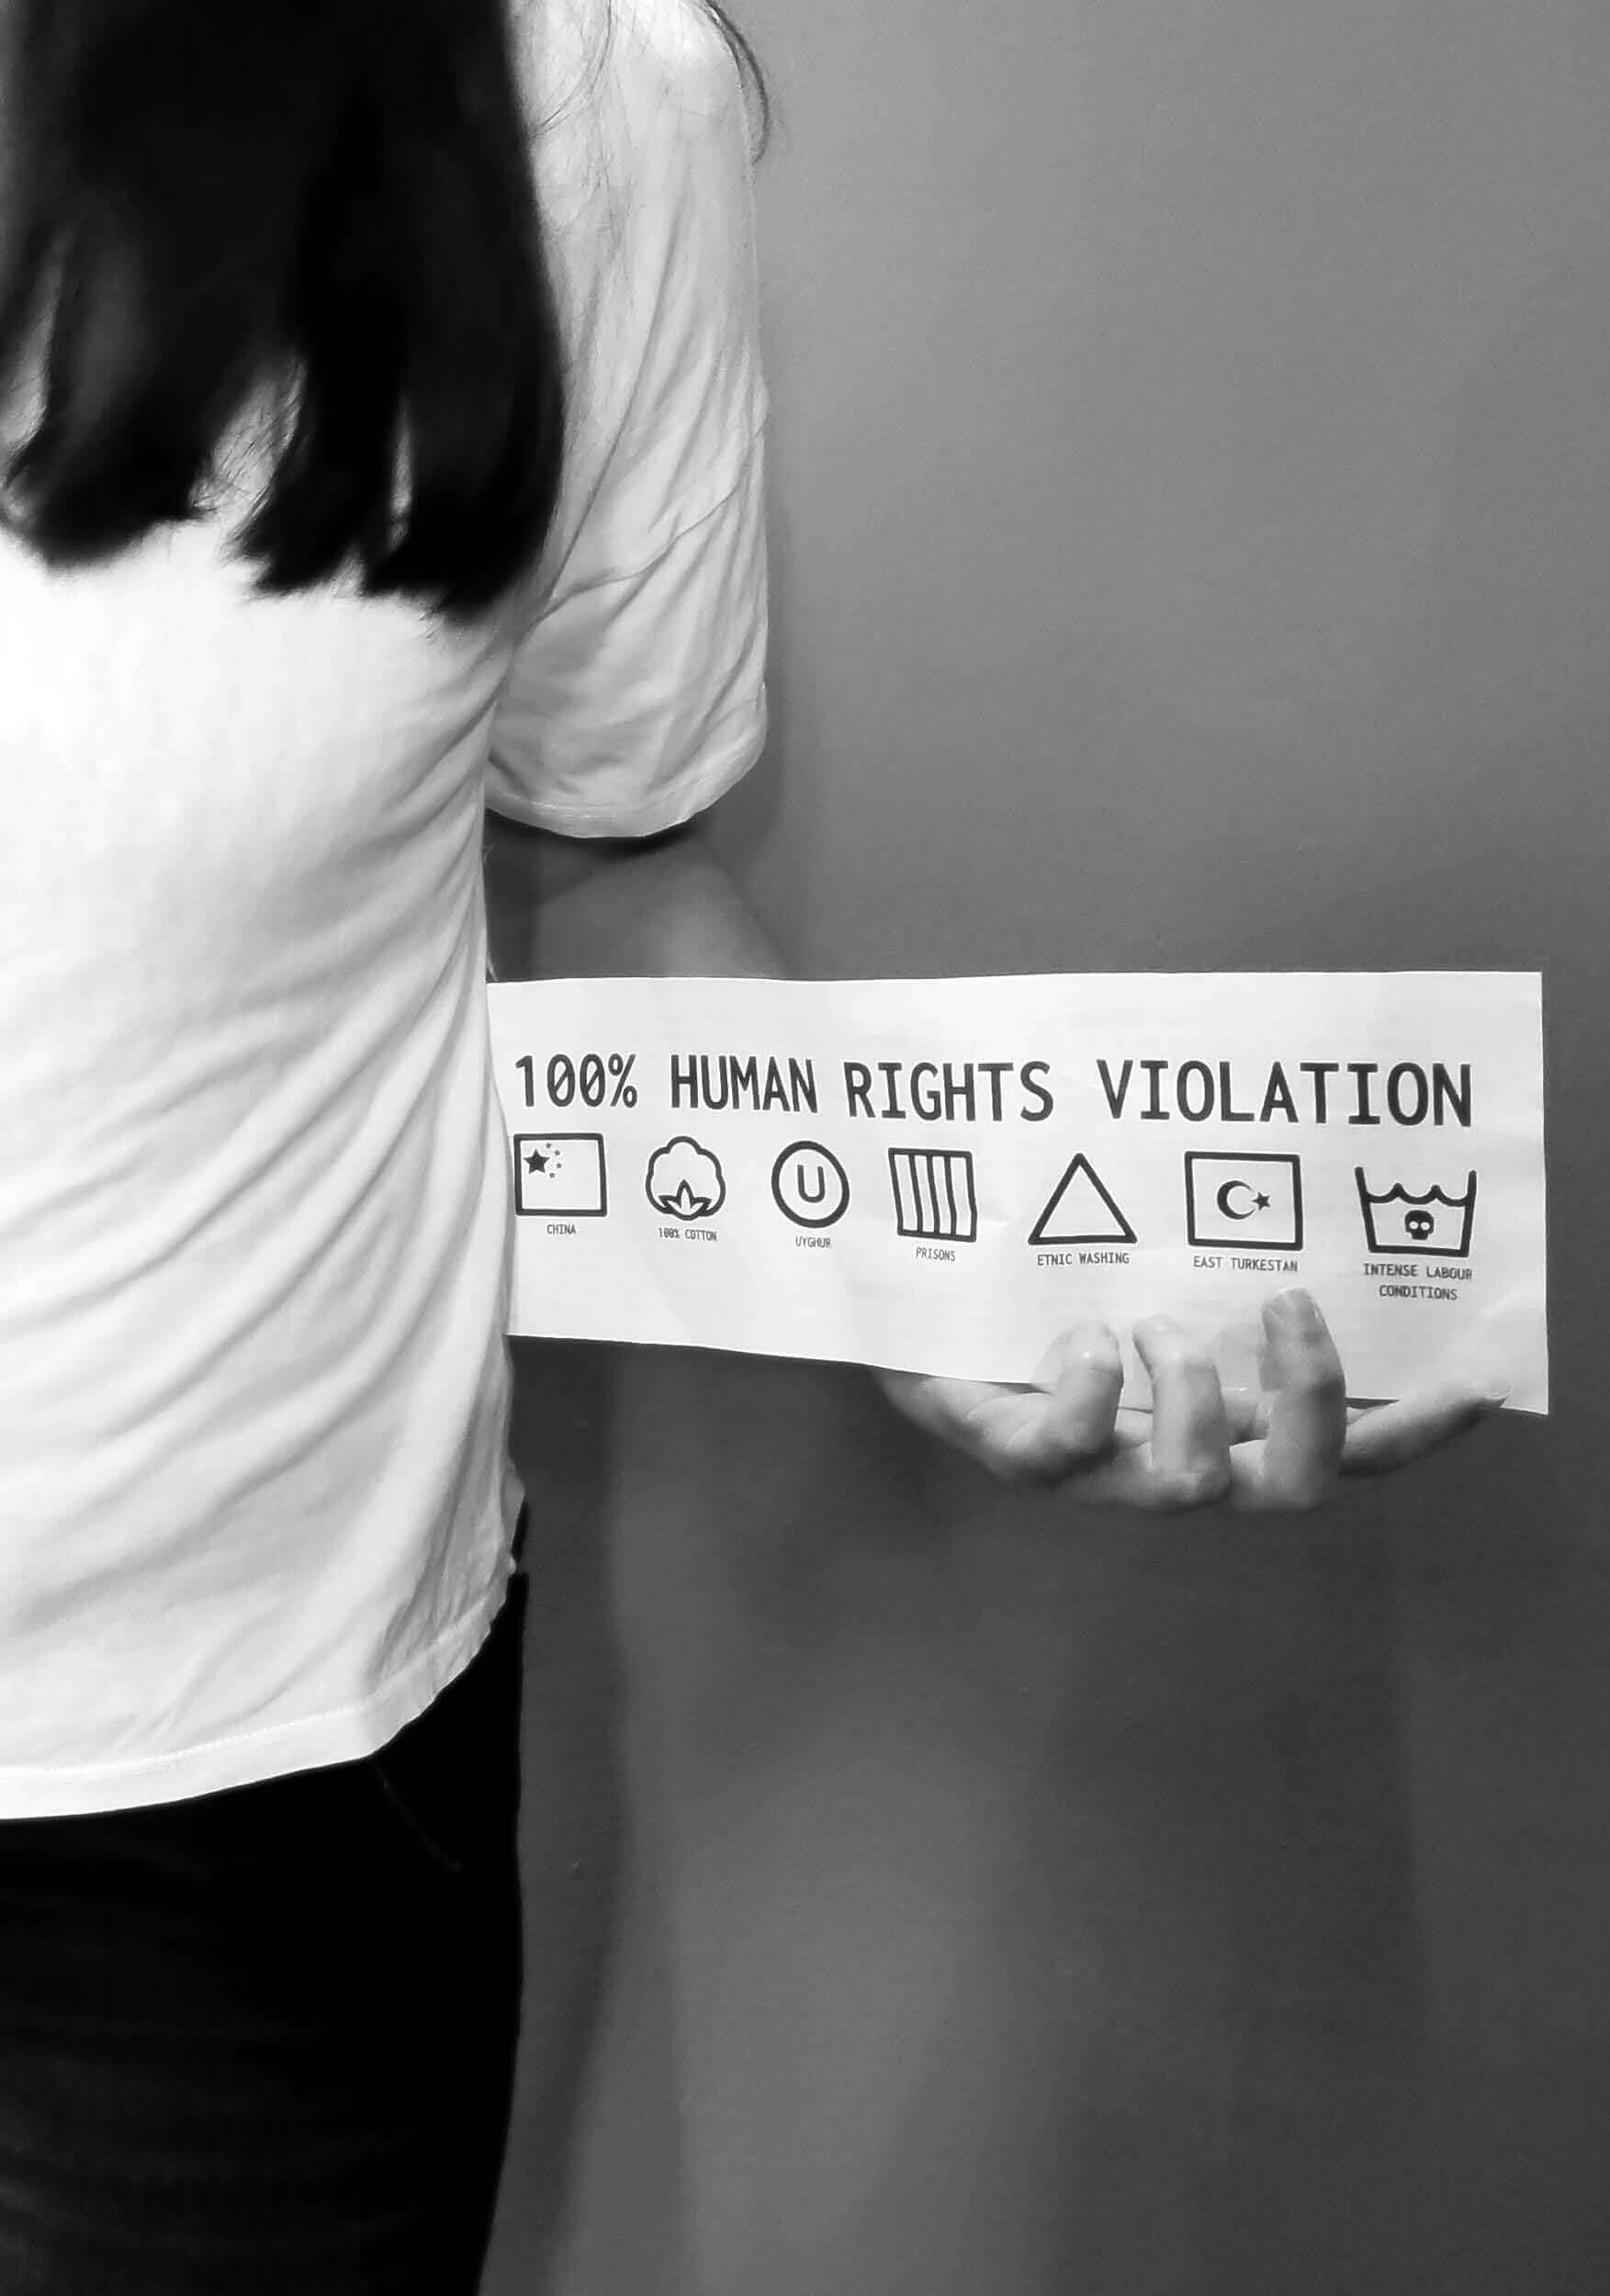 100% HUMAN RIGHTS VIOLATION
U
CHINA
100% COTTON
UYGHUR
PRISONS
ETNIC WASHING
EAST TURKESTAN
INTENSE LABOUR
CONDITIONS